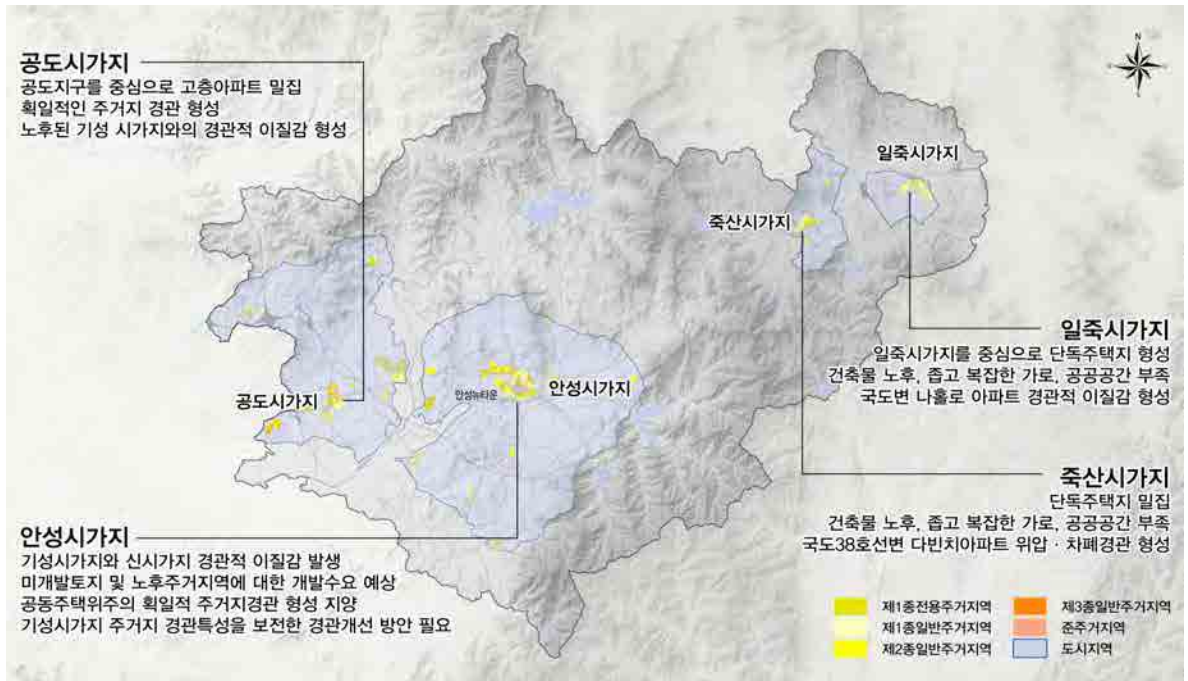 N
공도시가지
공도지구를 중심으로 고층아파트 밀집
획일적인 주거지 경관 형성
노후된 기성 시가지와의 경관적 이질감 형성
일죽시가지
죽산시가지
공도시가지
안성뉴타운
안성시가지
일죽시가지
일죽시가지를 중심으로 단독주택지 형성
건축물 노후, 좁고 복잡한 가로, 공공공간 부족
국도변 나홀로 아파트 경관적 이질감 형성
죽산시가지
단독주택지 밀집
건축물 노후, 좁고 복잡한 가로, 공공공간 부족
국도38호선변 다빈치아파트 위압 · 차폐경관 형성
안성시가지
기성시가지와 신시가지 경관적 이질감 발생
미개발토지 및 노후주거지역에 대한 개발수요 예상
공동주택위주의 획일적 주거지경관 형성 지양
기성시가지 주거지 경관특성을 보전한 경관개선 방안 필요
제1종전용주거지역
제1종일반주거지역
제2종일반주거지역
제3종일반주거지역
준주거지역
도시지역